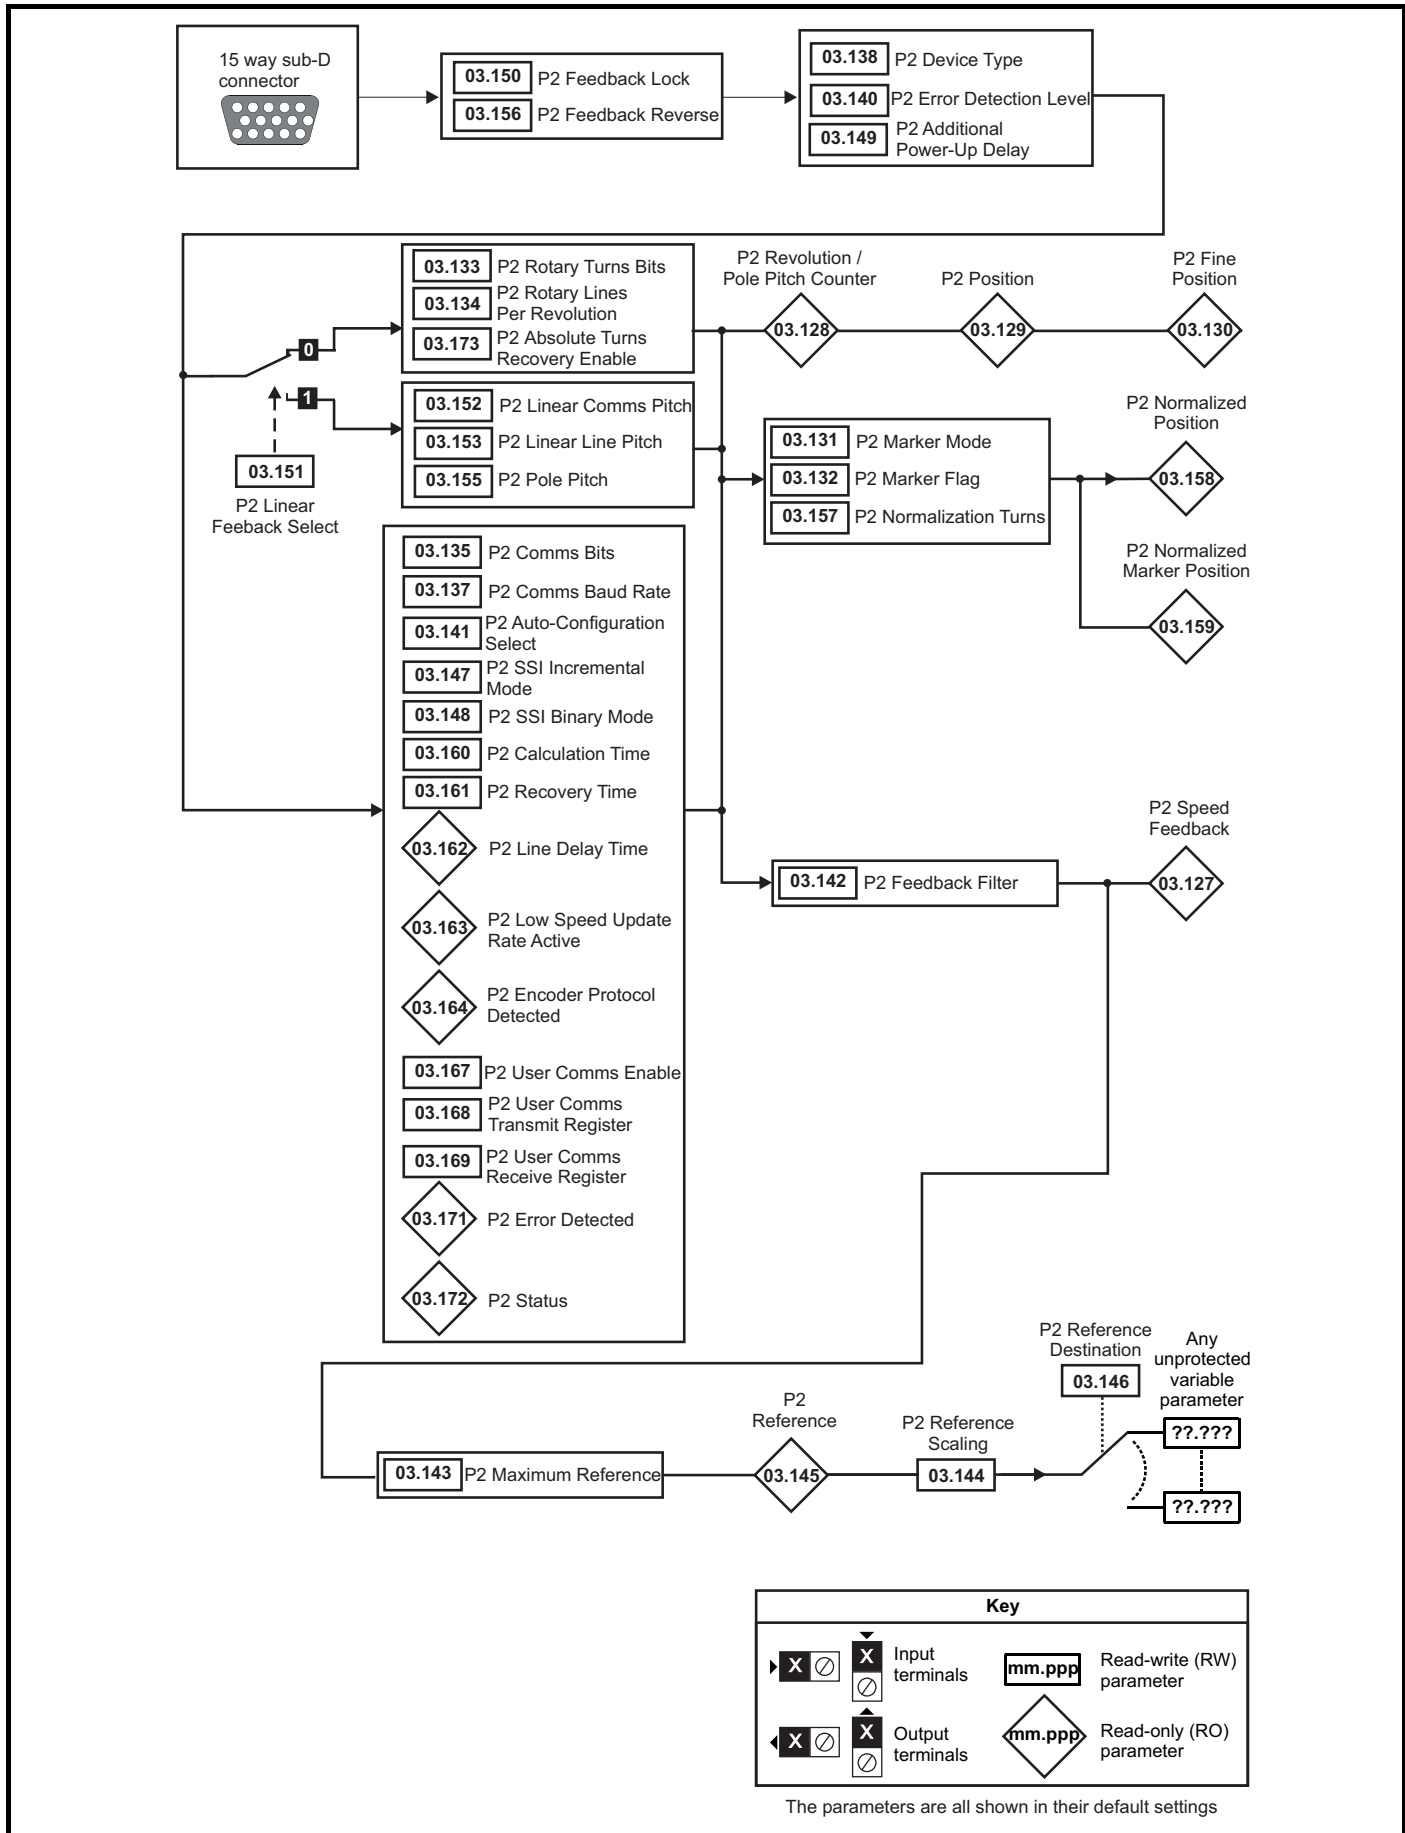 15 way sub-D
connector
03.150 P2 Feedback Lock
03.156 P2 Feedback Reverse
03.138 P2 Device Type
03.140 P2 Error Detection Level
03.149 P2 Additional
Power-Up Delay
03.133 P2 Rotary Turns Bits
03.134 P2 Rotary Lines
Per Revolution
03.173 P2 Absolute Turns
Recovery Enable
0
1
03.151
P2 Linear
Feeback Select
03.152 P2 Linear Comms Pitch
03.153 P2 Linear Line Pitch
03.155 P2 Pole Pitch
P2 Revolution /
Pole Pitch Counter
03.128
P2 Position
03.129
P2 Fine
Position
03.130
03.131 P2 Marker Mode
03.132 P2 Marker Flag
03.157 P2 Normalization Turns
P2 Normalized
Position
03.158
P2 Normalized
Marker Position
03.159
03.135 P2 Comms Bits
03.137 P2 Comms Baud Rate
03.141 P2 Auto-Configuration
Select
03.147 P2 SSI Incremental
Mode
03.148 P2 SSI Binary Mode
03.160 P2 Calculation Time
03.161 P2 Recovery Time
03.162 P2 Line Delay Time
03.163 P2 Low Speed Update
Rate Active
03.164 P2 Encoder Protocol
Detected
03.167 P2 User Comms Enable
03.168 P2 User Comms
Transmit Register
03.169 P2 User Comms
Receive Register
03.171 P2 Error Detected
03.172 P2 Status
03.142 P2 Feedback Filter
P2 Speed
Feedback
03.127
03.143 P2 Maximum Reference
P2
Reference
03.145
P2 Reference
Scaling
03.144
P2 Reference
Destination
03.146
Any
unprotected
variable
parameter
??.???
??.???
Key
X X Input
terminals
mm.ppp Read-write (RW)
parameter
X X Output
terminals
mm.ppp Read-only (RO)
parameter
The parameters are all shown in their default settings